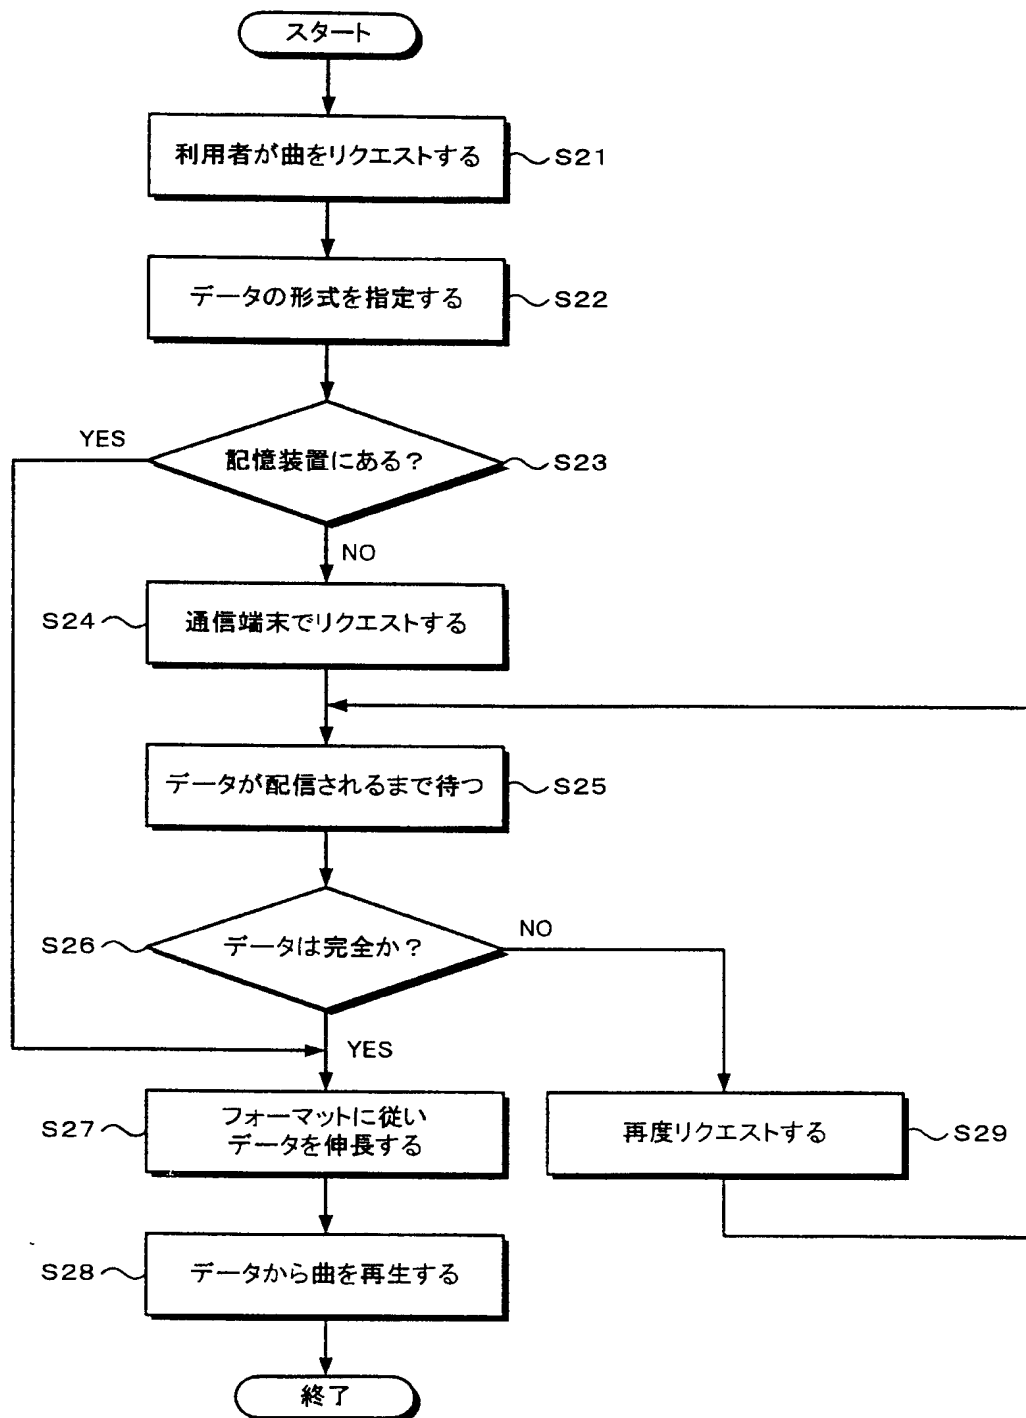 スタート
利用者が曲をリクエストする
S21
データの形式を指定する
S22
YES
記憶装置にある？
S23
NO
S24
通信端末でリクエストする
データが配信されるまで待つ
S25
S26
データは完全か？
NO
YES
S27
フォーマットに従い
データを伸長する
再度リクエストする
S29
S28
データから曲を再生する
終了